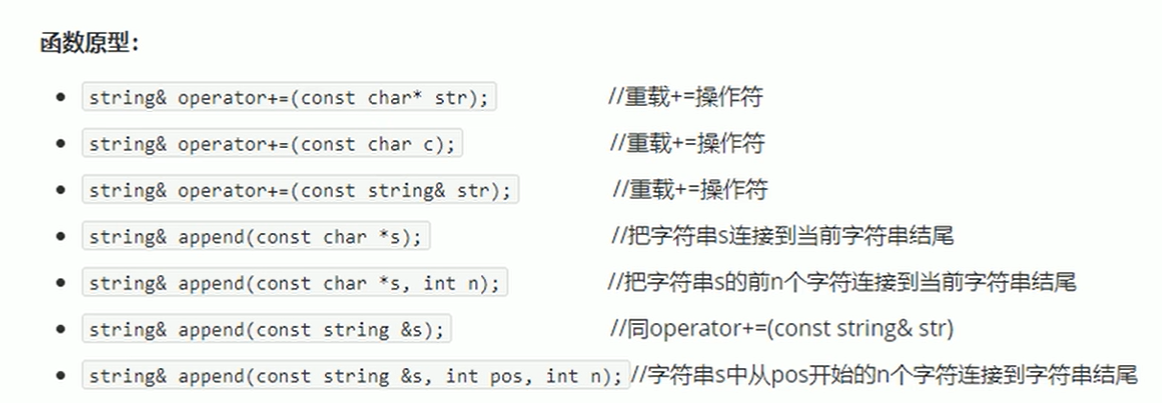 函数原型：
• string& operator+=(const char* str); //重载+=操作符
• string& operator+=(const char c); //重载+=操作符
• string& operator+=(const string& str); //重载+=操作符
• string& append(const char *s); //把字符串s连接到当前字符串结尾
• string& append(const char *s, int n); //把字符串s的前n个字符连接到当前字符串结尾
• string& append(const string &s); //同operator+=(const string& str)
• string& append(const string &s, int pos, int n); //字符串s中从pos开始的n个字符连接到字符串结尾